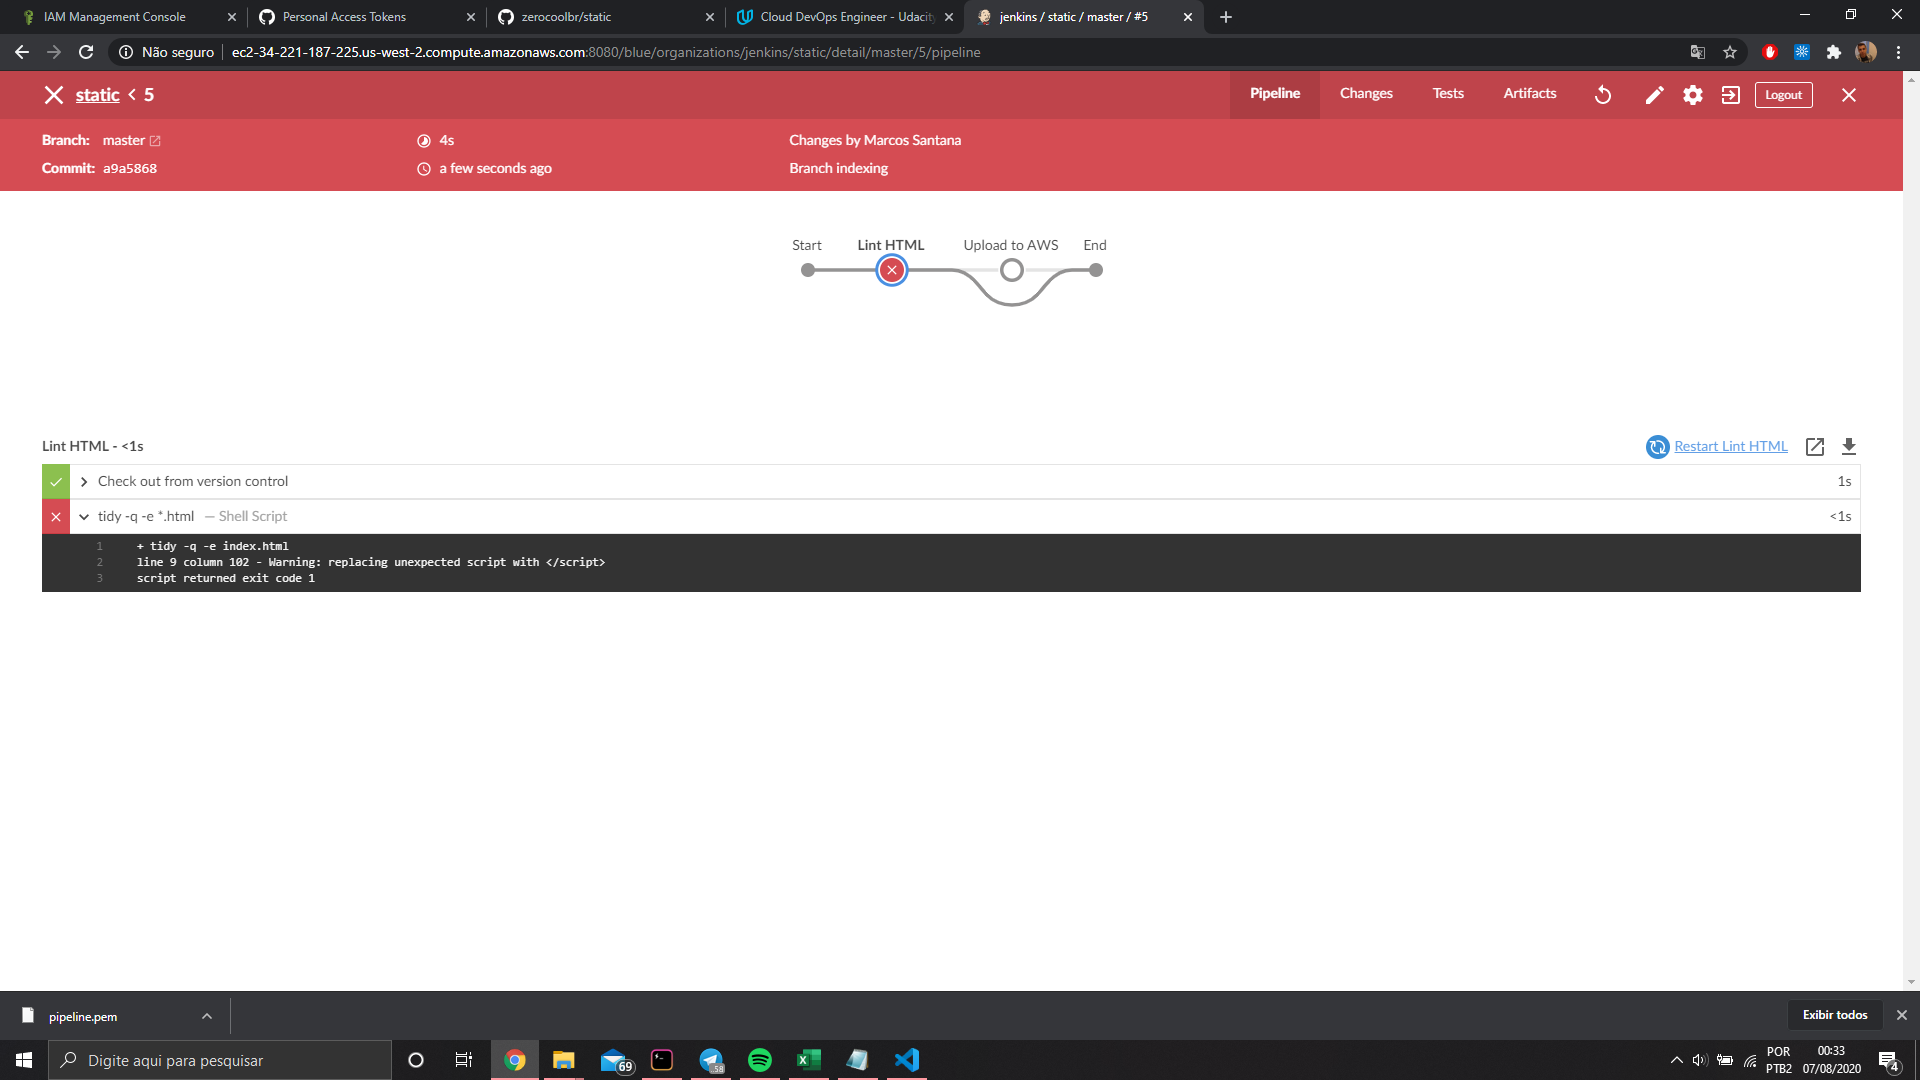 IAM Management Console
Personal Access Tokens
zerocoolbr/static
Cloud DevOps Engineer - Udacity
jenkins / static / master / #5
Não seguro
ec2-34-221-187-225.us-west-2.compute.amazonaws.com:8080/blue/organizations/jenkins/static/detail/master/5/pipeline
static < 5
Pipeline
Changes
Tests
Artifacts
Logout
Branch: master
4s
Changes by Marcos Santana
Commit: a9a5868
a few seconds ago
Branch indexing
Start
Lint HTML
Upload to AWS
End
Lint HTML - <1s
Restart Lint HTML
Check out from version control
1s
tidy -q -e *.html — Shell Script
<1s
1 + tidy -q -e index.html
2 line 9 column 102 - Warning: replacing unexpected script with </script>
3 script returned exit code 1
pipeline.pem
Exibir todos
Digite aqui para pesquisar
69
58
POR
PTB2
00:33
07/08/2020
4